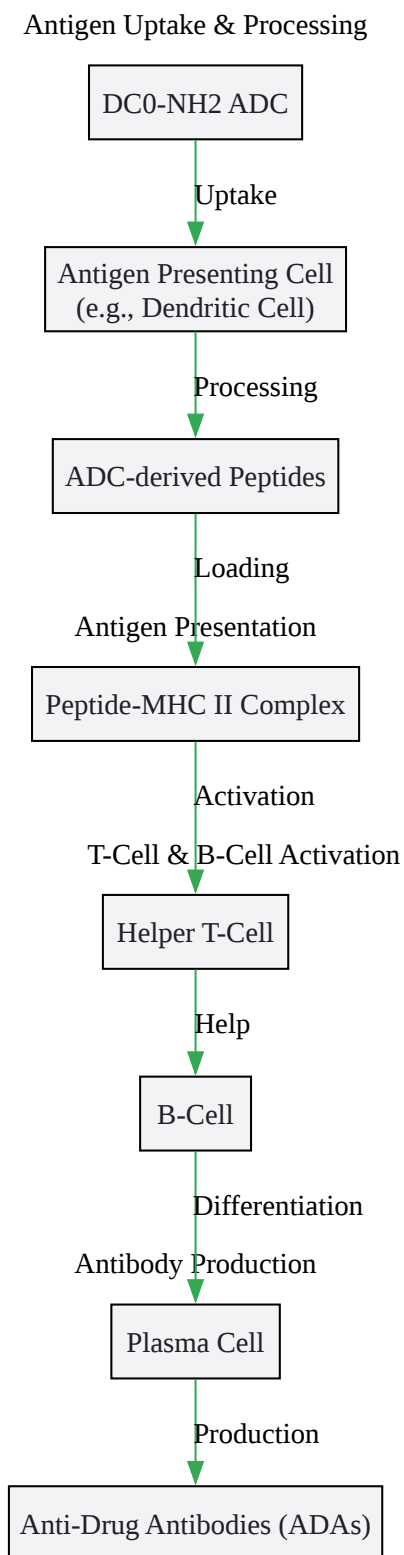 Antigen Uptake & Processing
DC0-NH2 ADC
Uptake
Antigen Presenting Cell
(e.g., Dendritic Cell)
Processing
ADC-derived Peptides
Loading
Antigen Presentation
Peptide-MHC II Complex
Activation
T-Cell & B-Cell Activation
Helper T-Cell
Help
B-Cell
Differentiation
Antibody Production
Plasma Cell
Production
Anti-Drug Antibodies (ADAs)